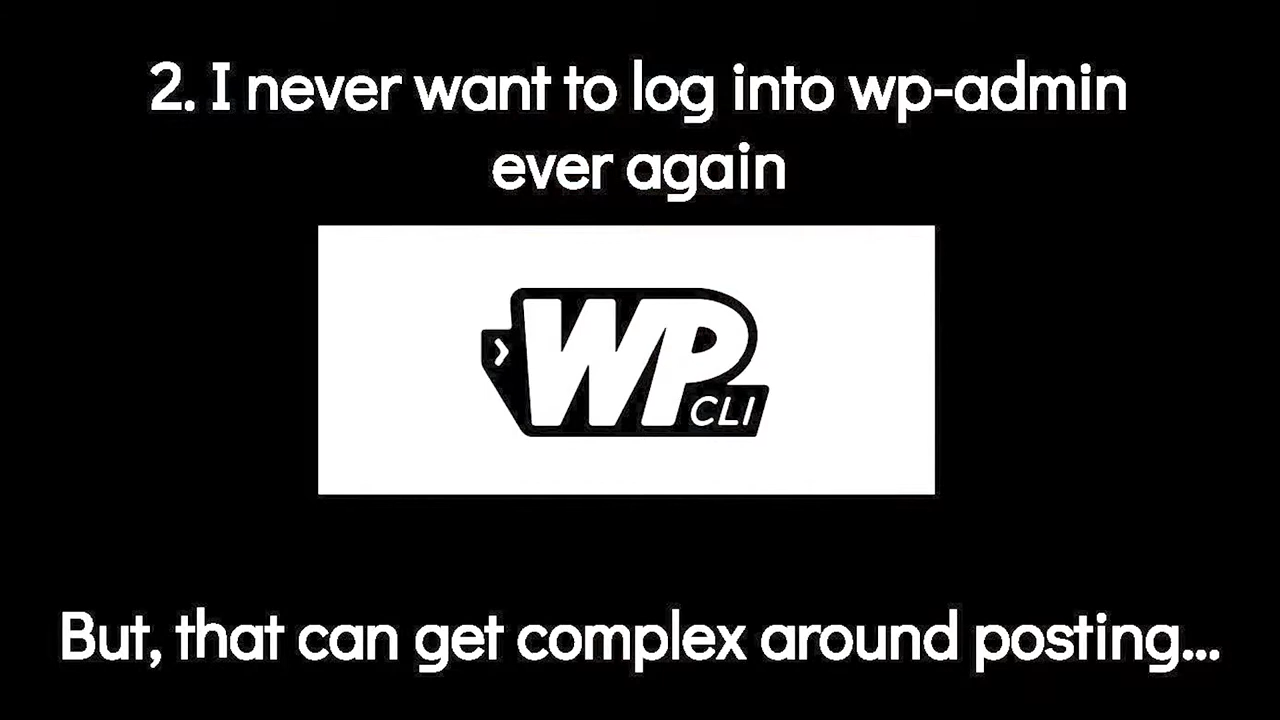 2. I never want to log into wp-admin
ever again
WP
CLI
But, that can get complex around posting...